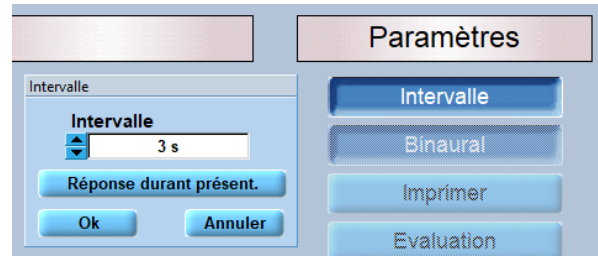 Paramètres
Intervalle
Intervalle
3 s
Réponse durant présent.
Ok Annuler
Intervalle
Binaural
Imprimer
Evaluation